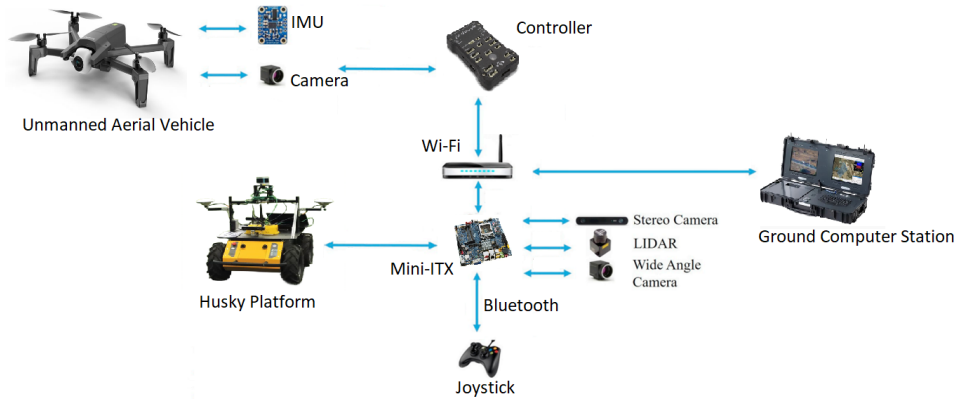 IMU
Controller
Camera
Unmanned Aerial Vehicle
Wi-Fi
Stereo Camera
LIDAR
Ground Computer Station
Mini-ITX
Wide Angle
Camera
Husky Platform
Bluetooth
Joystick